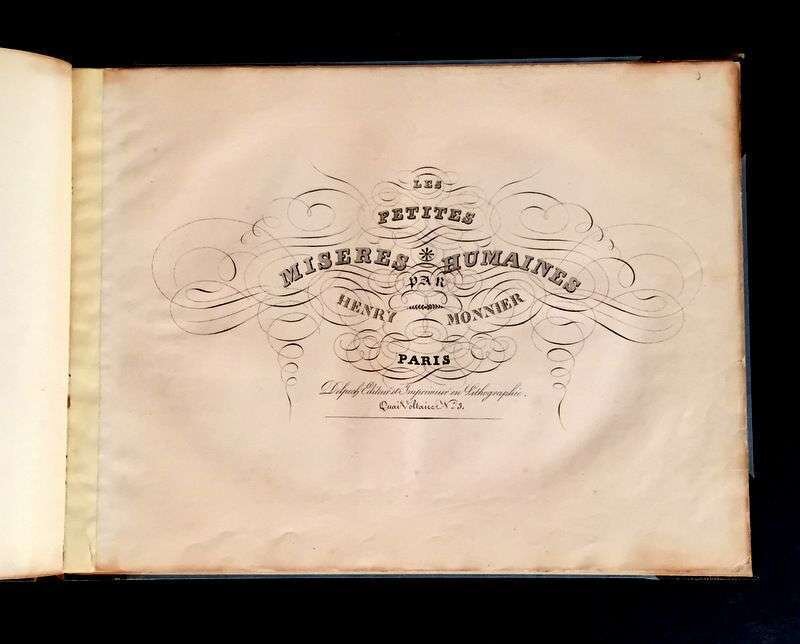 LES
PETITES
MISERES * HUMAINES
PAR
HENRY MONNIER
PARIS
Delpech Editeur et Imprimeur en Lithographie.
Quai Voltaire N.º 3.